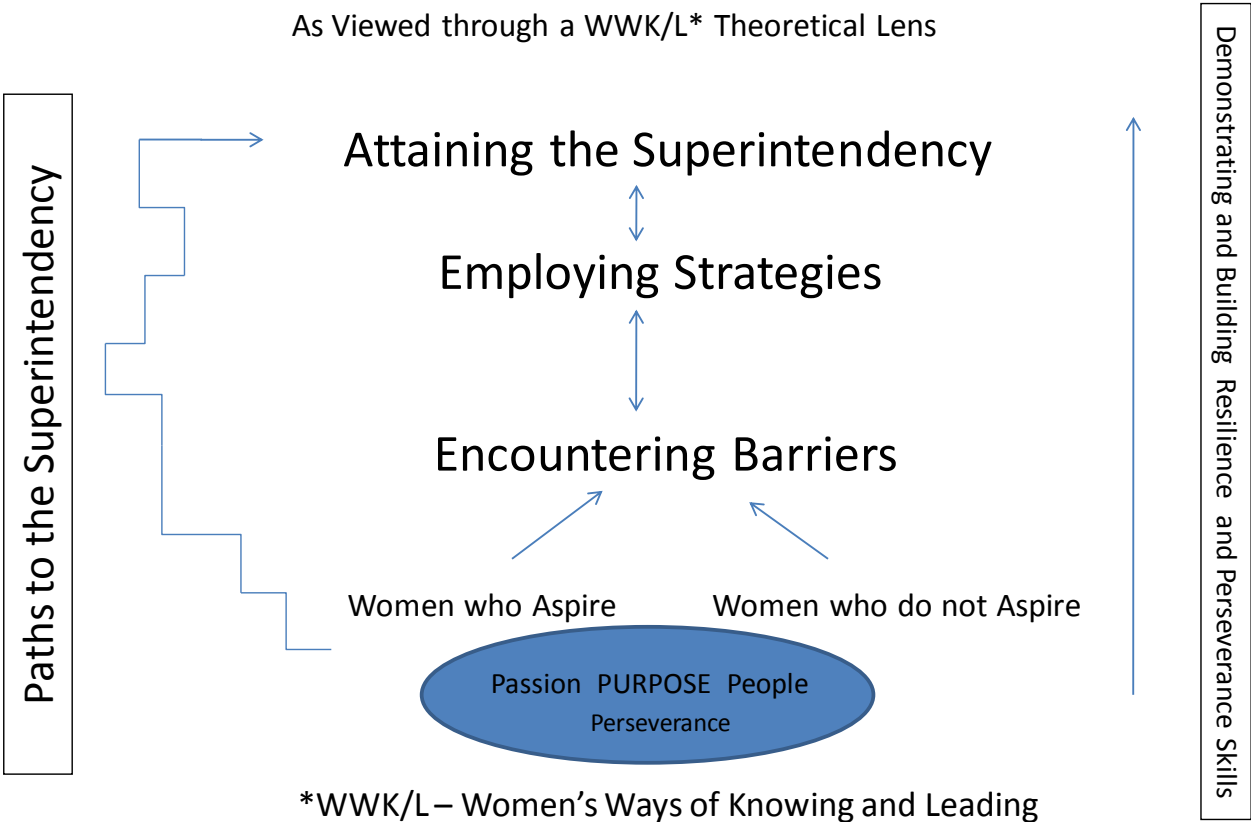 As Viewed through a WWK/L* Theoretical Lens
Paths to the Superintendency
Attaining the Superintendency
Employing Strategies
Encountering Barriers
Women who Aspire
Women who do not Aspire
Passion PURPOSE People
Perseverance
Demonstrating and Building Resilience and Perseverance Skills
*WWK/L – Women’s Ways of Knowing and Leading